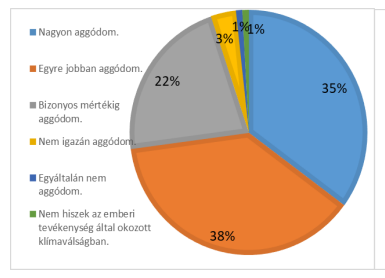 Nagyon aggódom.
Egyre jobban aggódom.
Bizonyos mértékig
aggódom.
Nem igazán aggódom.
Egyáltalán nem
aggódom.
Nem hiszek az emberi
tevékenység által okozott
klímaválságban.
35%
38%
22%
3%
1%
1%